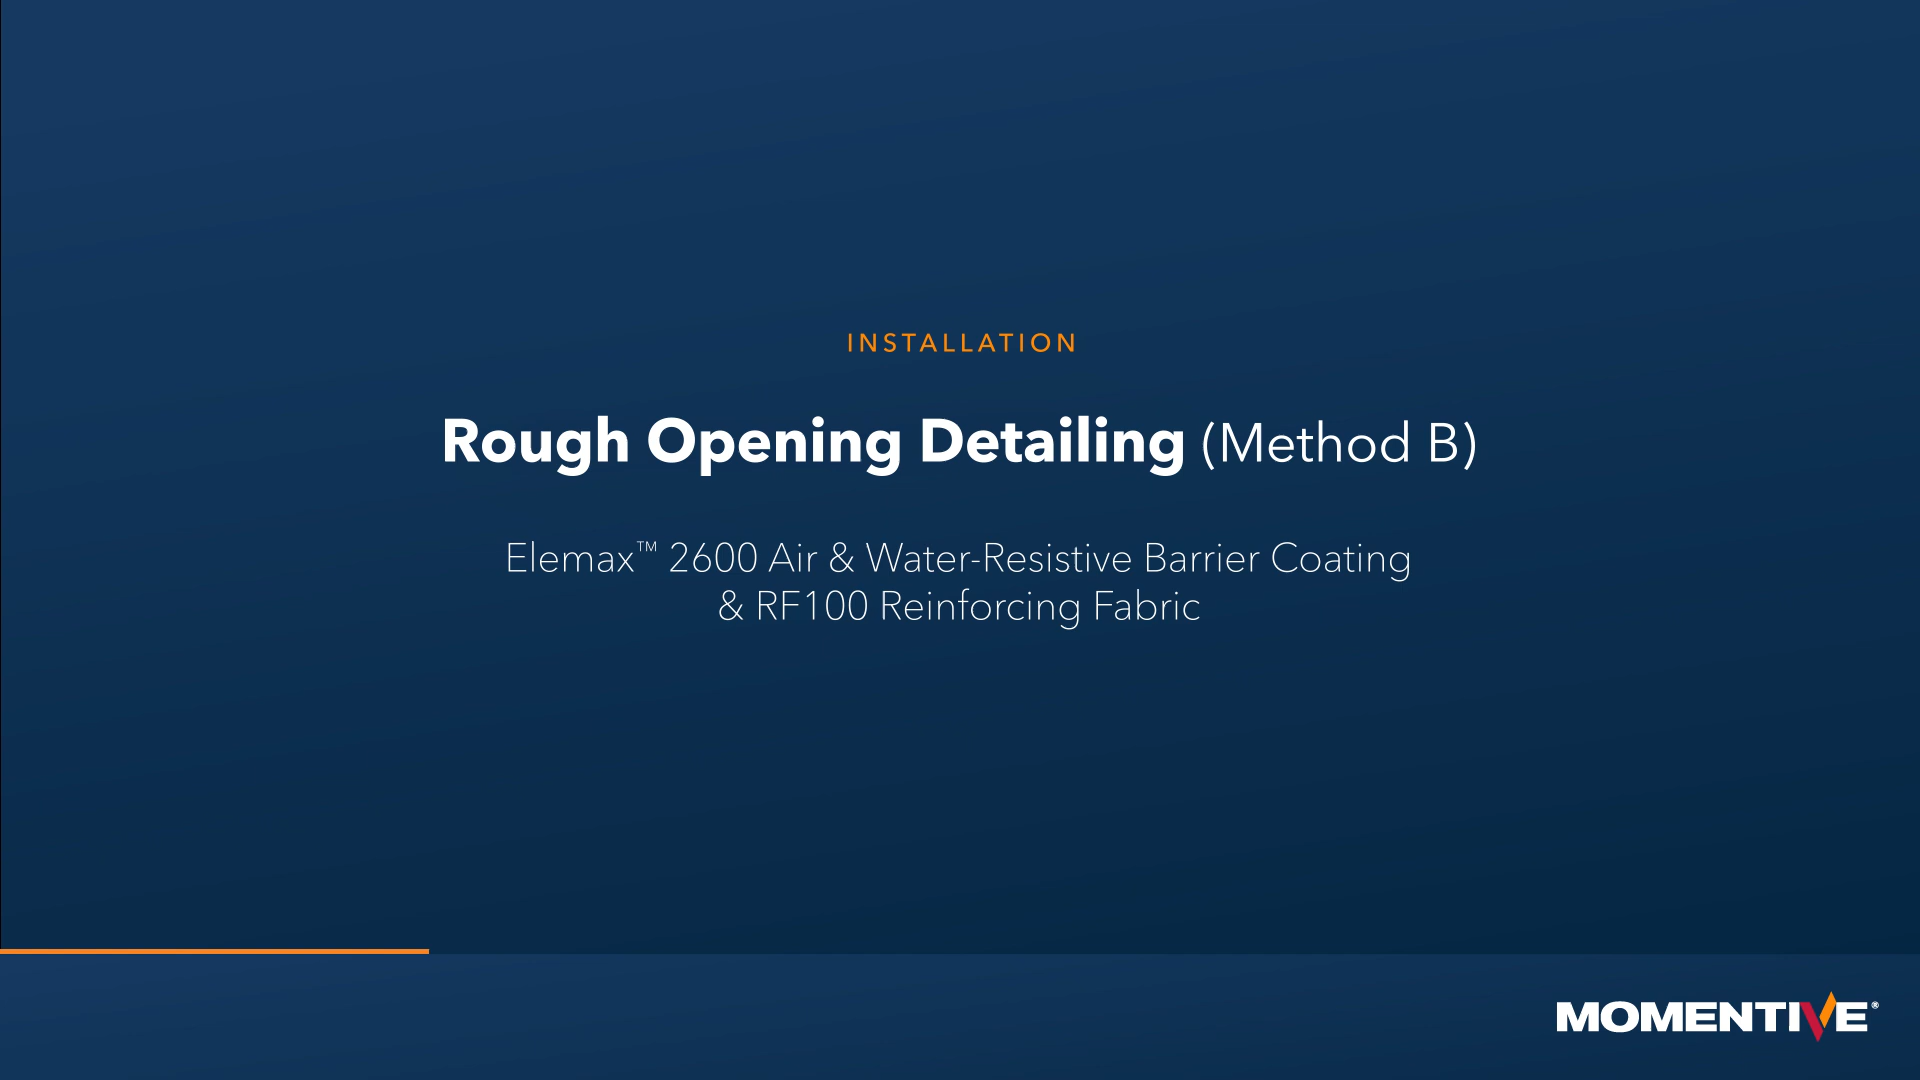 INSTALLATION
Rough Opening Detailing (Method B)
Elemax™ 2600 Air & Water-Resistive Barrier Coating
& RF100 Reinforcing Fabric
MOMENTIVE®